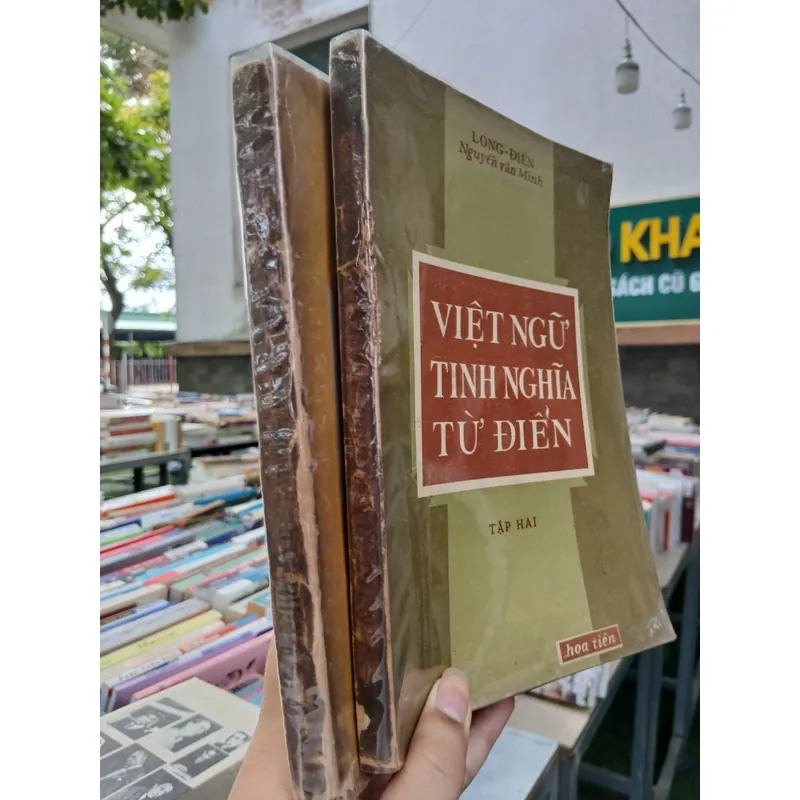 LONG-ĐIỀN
Nguyễn văn Minh
VIỆT NGỮ
TINH NGHĨA
TỪ ĐIỂN
TẬP HAI
hoa tiên
KHA
SÁCH CŨ G